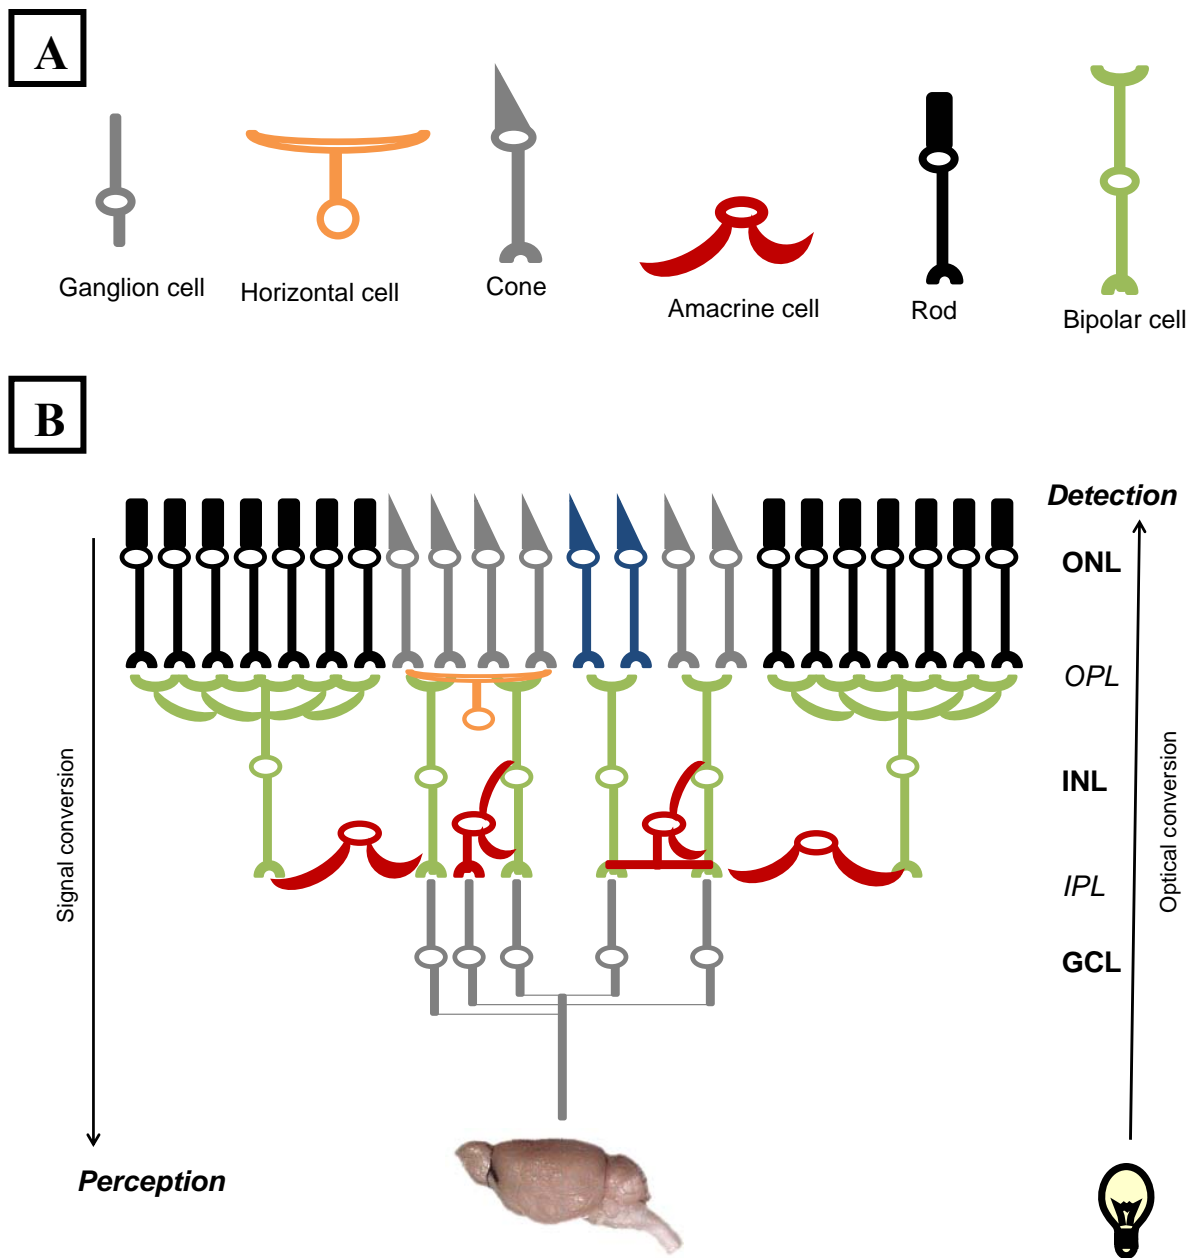 A
Ganglion cell
Horizontal cell
Cone
Amacrine cell
Rod
Bipolar cell
B
Detection
ONL
OPL
INL
IPL
GCL
Signal conversion
Optical conversion
Perception